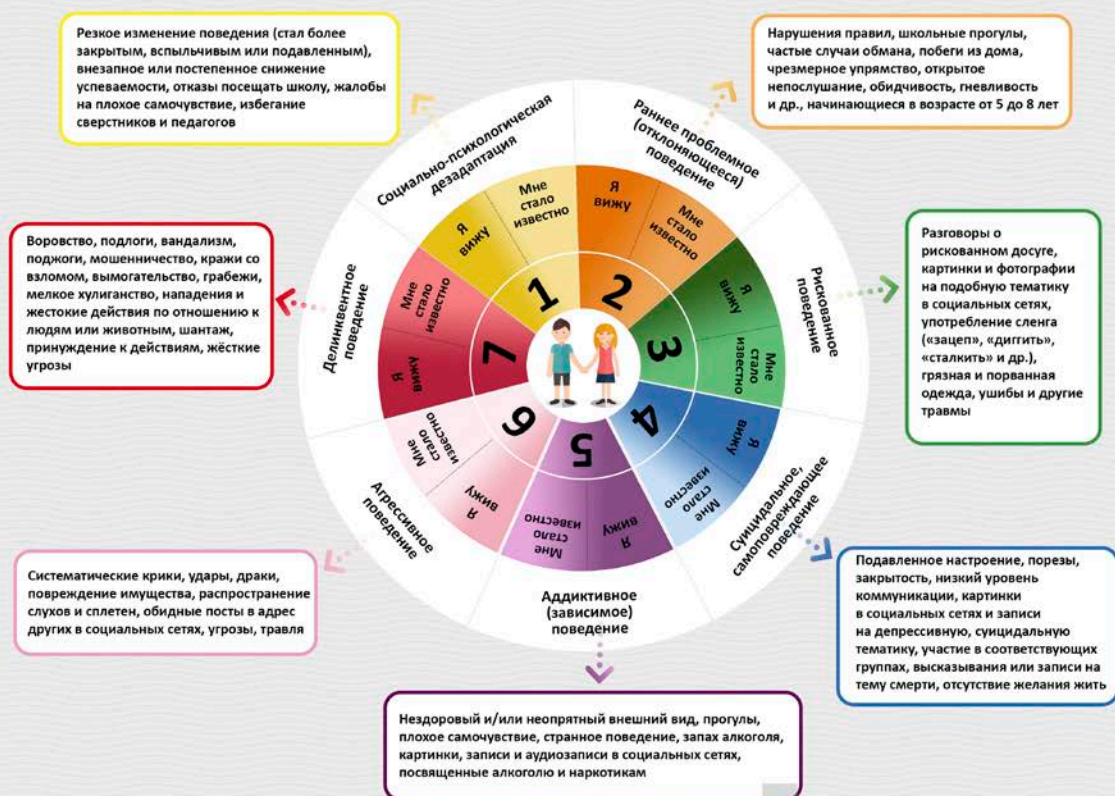 Резкое изменение поведения (стал более
закрытым, вспыльчивым или подавленным),
внезапное или постепенное снижение
успеваемости, отказы посещать школу, жалобы
на плохое самочувствие, избегание
сверстников и педагогов
Нарушения правил, школьные прогулы,
частые случаи обмана, побеги из дома,
чрезмерное упрямство, открытое
непослушание, обидчивость, гневливость
и др., начинающиеся в возрасте от 5 до 8 лет
Социально-психологическая
дезадаптация
Я
вижу
Мне
стало
известно
1
Раннее проблемное
(отклоняющееся)
поведение
Я
вижу
Мне
стало
известно
2
Воровство, подлоги, вандализм,
поджоги, мошенничество, кражи со
взломом, вымогательство, грабежи,
мелкое хулиганство, нападения и
жестокие действия по отношению к
людям или животным, шантаж,
принуждение к действиям, жёсткие
угрозы
Делинквентное
поведение
Мне
стало
известно
Я
вижу
7
Рискованное
поведение
Я
вижу
Мне
стало
известно
3
Разговоры о
рискованном досуге,
картинки и фотографии
на подобную тематику
в социальных сетях,
употребление сленга
(«зацеп», «диггить»,
«сталкить» и др.),
грязная и порванная
одежда, ушибы и другие
травмы
Агрессивное
поведение
Мне
стало
известно
Я
вижу
6
Аддиктивное
(зависимое)
поведение
Мне
стало
известно
Я
вижу
5
Суицидальное,
самоповреждающее
поведение
Я
вижу
Мне
стало
известно
4
Систематические крики, удары, драки,
повреждение имущества, распространение
слухов и сплетен, обидные посты в адрес
других в социальных сетях, угрозы, травля
Подавленное настроение, порезы,
закрытость, низкий уровень
коммуникации, картинки
в социальных сетях и записи
на депрессивную, суицидальную
тематику, участие в соответствующих
группах, высказывания или записи на
тему смерти, отсутствие желания жить
Нездоровый и/или неопрятный внешний вид, прогулы,
плохое самочувствие, странное поведение, запах алкоголя,
картинки, записи и аудиозаписи в социальных сетях,
посвященные алкоголю и наркотикам